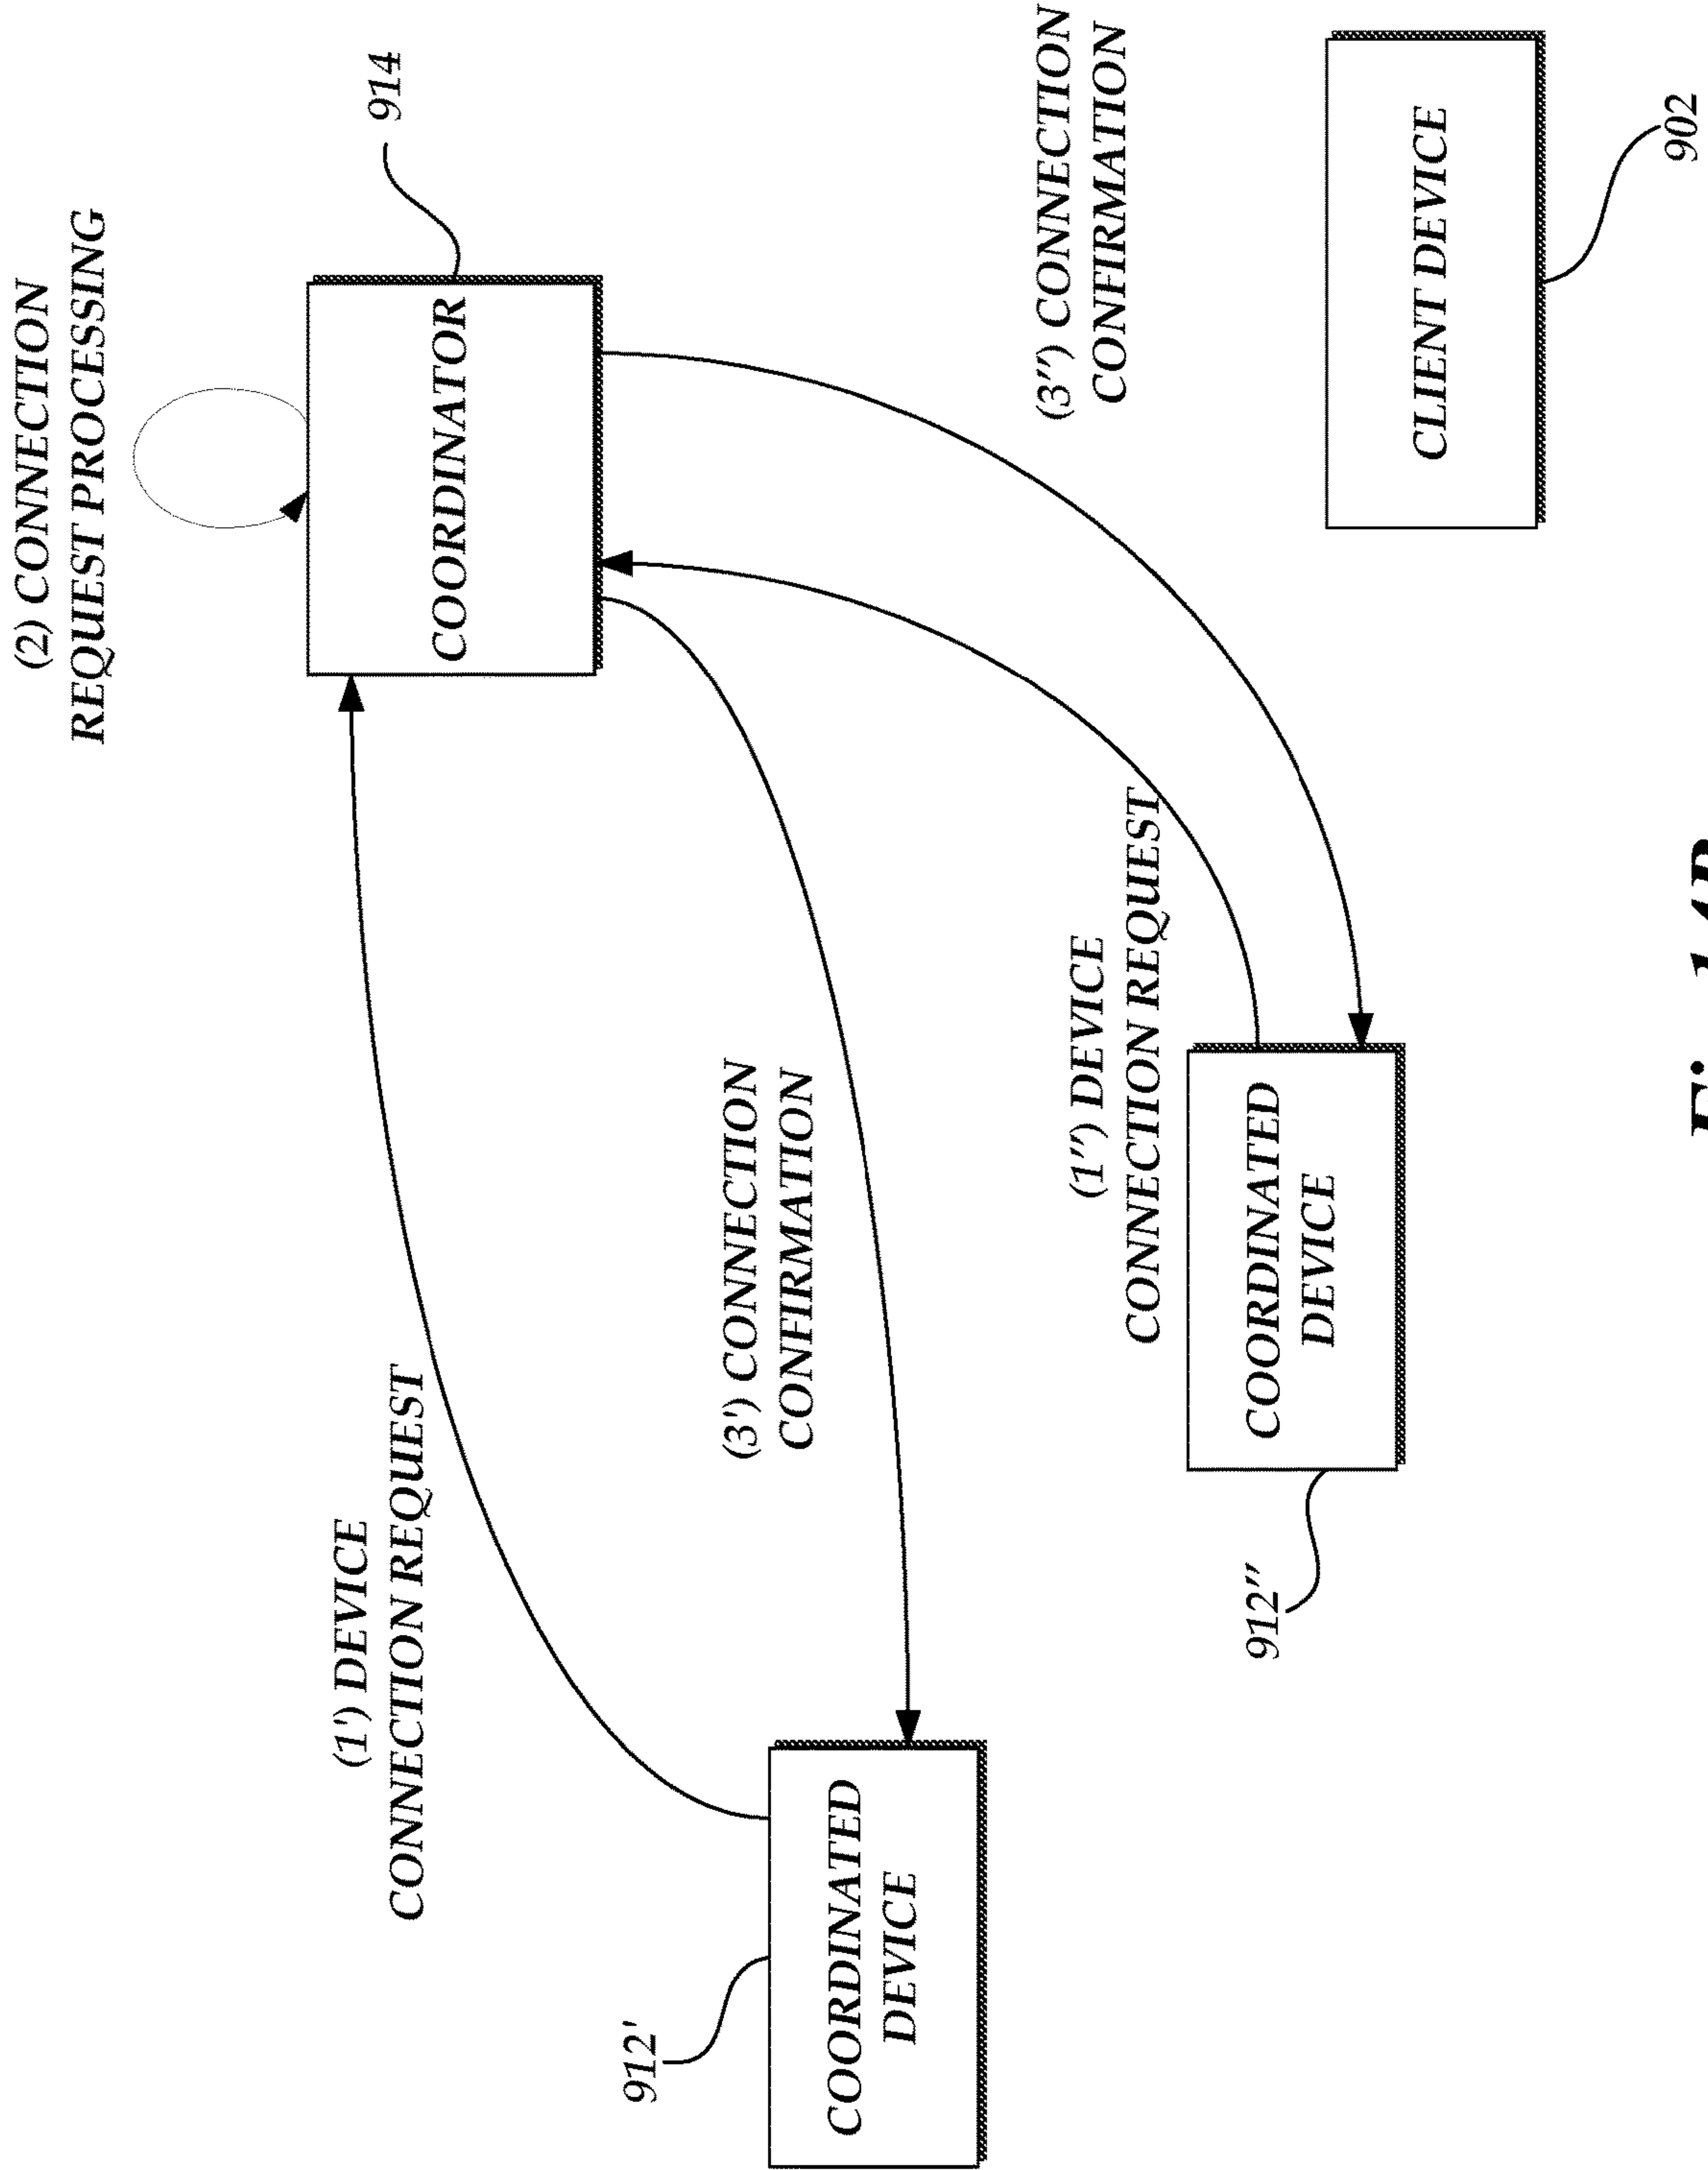 (2) CONNECTION
REQUEST PROCESSING
914
COORDINATOR
(1') DEVICE
CONNECTION REQUEST
(3') CONNECTION
CONFIRMATION
912'
COORDINATED
DEVICE
(1'') DEVICE
CONNECTION REQUEST
(3'') CONNECTION
CONFIRMATION
912''
COORDINATED
DEVICE
CLIENT DEVICE
902